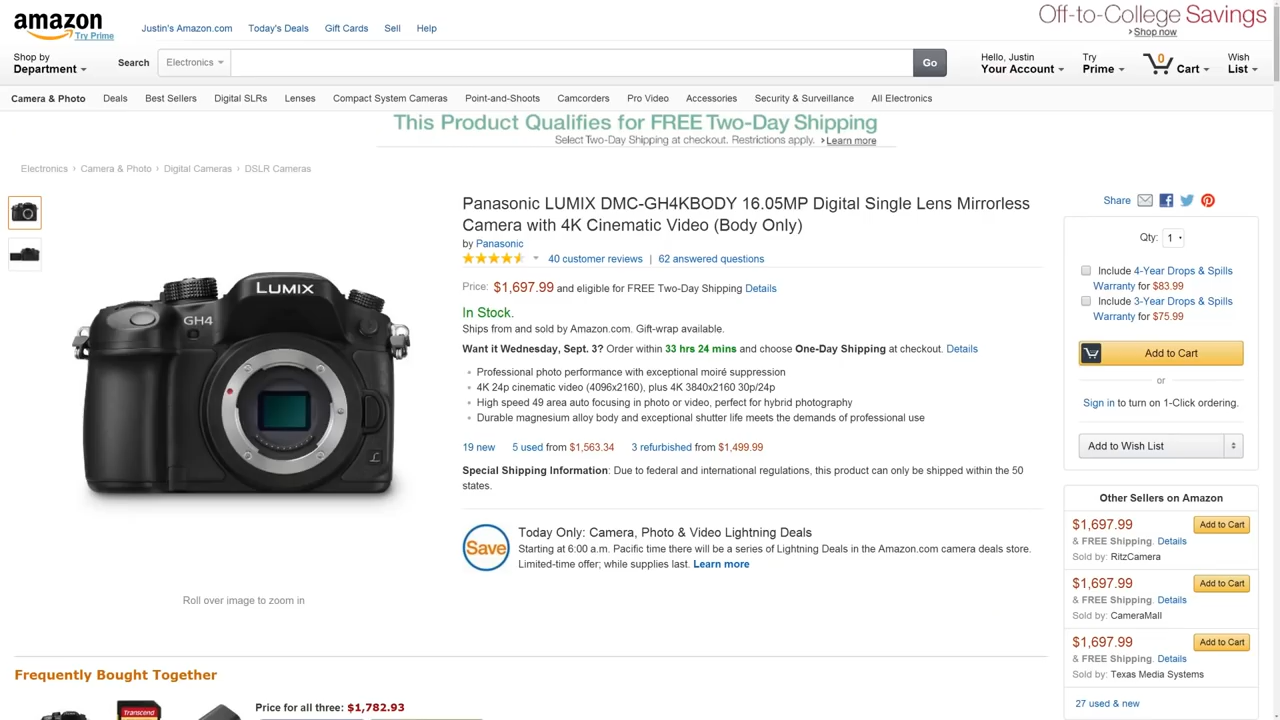 amazon
Try Prime
Justin's Amazon.com
Today's Deals
Gift Cards
Sell
Help
Off-to-College Savings
Shop now
Shop by
Department
Search
Electronics
Go
Hello, Justin
Your Account
Try
Prime
0
Cart
Wish
List
Camera & Photo
Deals
Best Sellers
Digital SLRs
Lenses
Compact System Cameras
Point-and-Shoots
Camcorders
Pro Video
Accessories
Security & Surveillance
All Electronics
This Product Qualifies for FREE Two-Day Shipping
Select Two-Day Shipping at checkout. Restrictions apply. › Learn more
Electronics › Camera & Photo › Digital Cameras › DSLR Cameras
LUMIX
GH4
L
Roll over image to zoom in
Panasonic LUMIX DMC-GH4KBODY 16.05MP Digital Single Lens Mirrorless
Camera with 4K Cinematic Video (Body Only)
by Panasonic
40 customer reviews | 62 answered questions
Price: $1,697.99 and eligible for FREE Two-Day Shipping Details
In Stock.
Ships from and sold by Amazon.com. Gift-wrap available.
Want it Wednesday, Sept. 3? Order within 33 hrs 24 mins and choose One-Day Shipping at checkout. Details
• Professional photo performance with exceptional moiré suppression
• 4K 24p cinematic video (4096x2160), plus 4K 3840x2160 30p/24p
• High speed 49 area auto focusing in photo or video, perfect for hybrid photography
• Durable magnesium alloy body and exceptional shutter life meets the demands of professional use
19 new 5 used from $1,563.34 3 refurbished from $1,499.99
Special Shipping Information: Due to federal and international regulations, this product can only be shipped within the 50
states.
Save
Today Only: Camera, Photo & Video Lightning Deals
Starting at 6:00 a.m. Pacific time there will be a series of Lightning Deals in the Amazon.com camera deals store.
Limited-time offer; while supplies last. Learn more
Share
Qty: 1
Include 4-Year Drops & Spills
Warranty for $83.99
Include 3-Year Drops & Spills
Warranty for $75.99
Add to Cart
or
Sign in to turn on 1-Click ordering.
Add to Wish List
Other Sellers on Amazon
$1,697.99 Add to Cart
& FREE Shipping. Details
Sold by: RitzCamera
$1,697.99 Add to Cart
& FREE Shipping. Details
Sold by: CameraMall
$1,697.99 Add to Cart
& FREE Shipping. Details
Sold by: Texas Media Systems
27 used & new
Frequently Bought Together
Transcend
Price for all three: $1,782.93